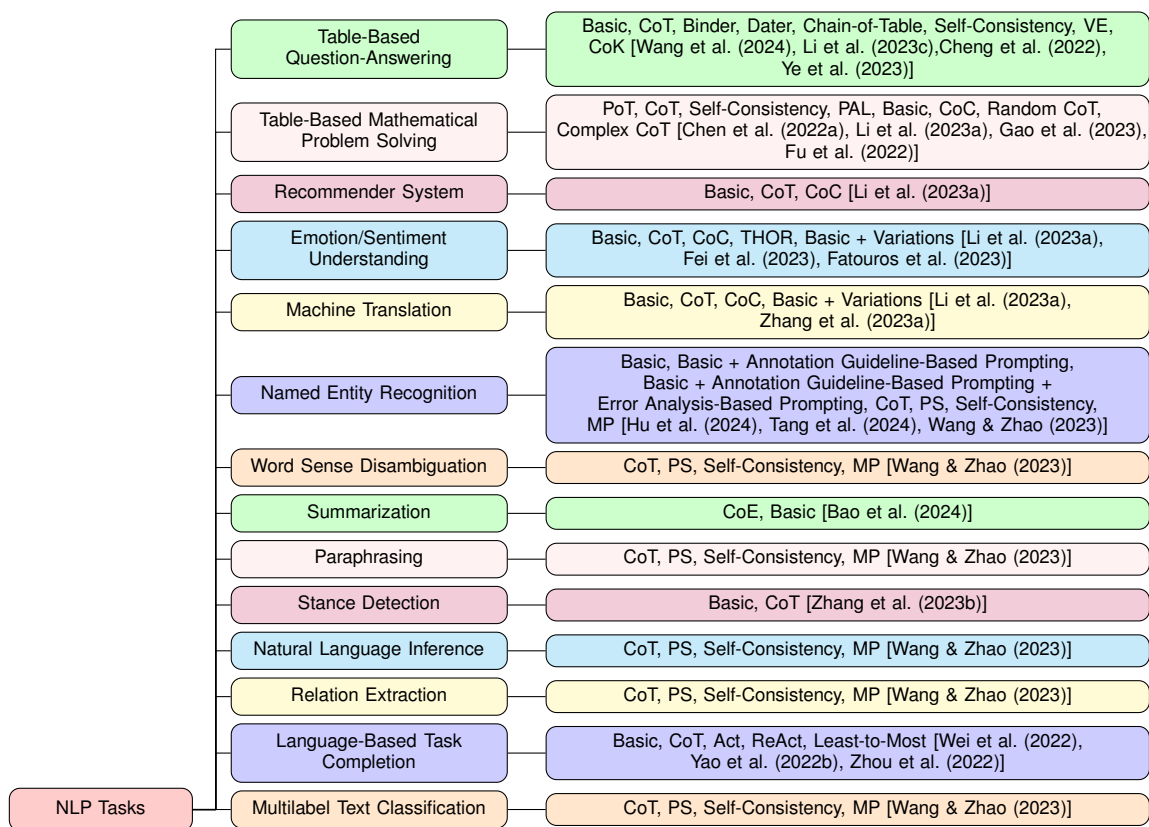 Table-Based
Question-Answering
Basic, CoT, Binder, Dater, Chain-of-Table, Self-Consistency, VE,
CoK [Wang et al. (2024), Li et al. (2023c),Cheng et al. (2022),
Ye et al. (2023)]
Table-Based Mathematical
Problem Solving
PoT, CoT, Self-Consistency, PAL, Basic, CoC, Random CoT,
Complex CoT [Chen et al. (2022a), Li et al. (2023a), Gao et al. (2023),
Fu et al. (2022)]
Recommender System
Basic, CoT, CoC [Li et al. (2023a)]
Emotion/Sentiment
Understanding
Basic, CoT, CoC, THOR, Basic + Variations [Li et al. (2023a),
Fei et al. (2023), Fatouros et al. (2023)]
Machine Translation
Basic, CoT, CoC, Basic + Variations [Li et al. (2023a),
Zhang et al. (2023a)]
Named Entity Recognition
Basic, Basic + Annotation Guideline-Based Prompting,
Basic + Annotation Guideline-Based Prompting +
Error Analysis-Based Prompting, CoT, PS, Self-Consistency,
MP [Hu et al. (2024), Tang et al. (2024), Wang & Zhao (2023)]
Word Sense Disambiguation
CoT, PS, Self-Consistency, MP [Wang & Zhao (2023)]
Summarization
CoE, Basic [Bao et al. (2024)]
Paraphrasing
CoT, PS, Self-Consistency, MP [Wang & Zhao (2023)]
Stance Detection
Basic, CoT [Zhang et al. (2023b)]
Natural Language Inference
CoT, PS, Self-Consistency, MP [Wang & Zhao (2023)]
Relation Extraction
CoT, PS, Self-Consistency, MP [Wang & Zhao (2023)]
Language-Based Task
Completion
Basic, CoT, Act, ReAct, Least-to-Most [Wei et al. (2022),
Yao et al. (2022b), Zhou et al. (2022)]
NLP Tasks
Multilabel Text Classification
CoT, PS, Self-Consistency, MP [Wang & Zhao (2023)]